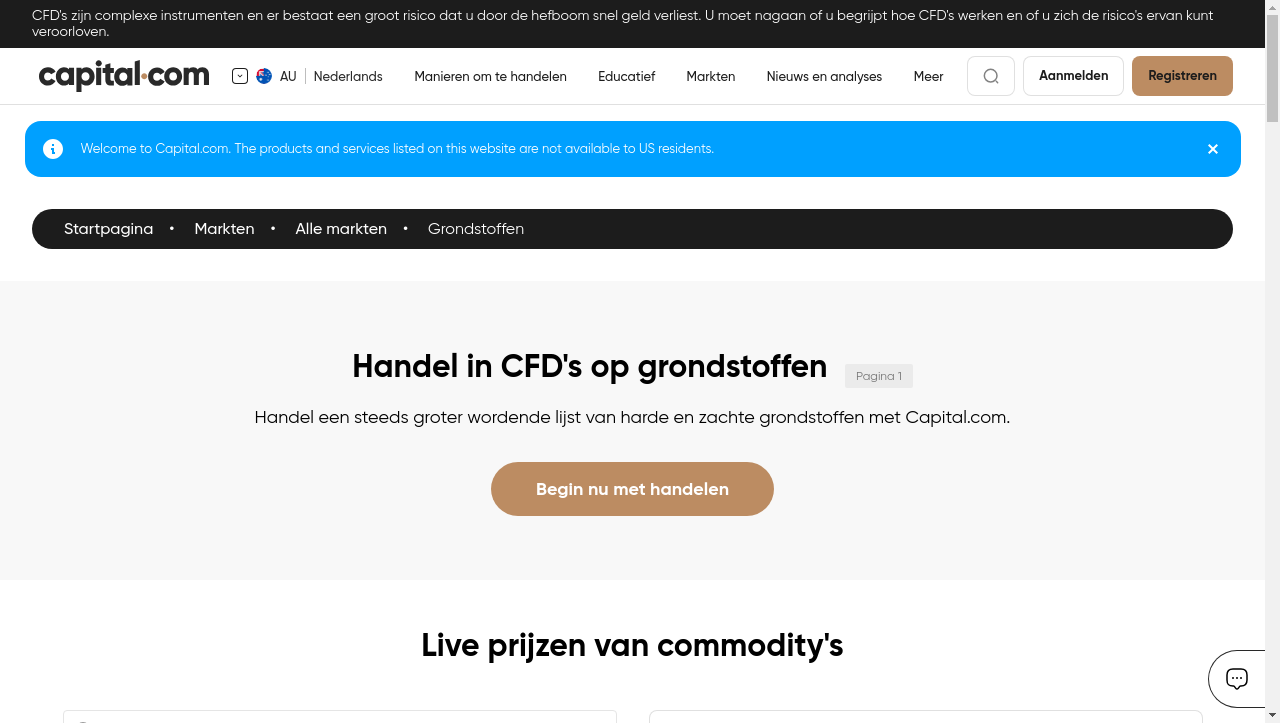 CFD's zijn complexe instrumenten en er bestaat een groot risico dat u door de hefboom snel geld verliest. U moet nagaan of u begrijpt hoe CFD's werken en of u zich de risico's ervan kunt
veroorloven.
capital.com
AU
Nederlands
Manieren om te handelen
Educatief
Markten
Nieuws en analyses
Meer
Aanmelden
Registreren
Welcome to Capital.com. The products and services listed on this website are not available to US residents.
Startpagina • Markten • Alle markten • Grondstoffen
Handel in CFD's op grondstoffen
Pagina 1
Handel een steeds groter wordende lijst van harde en zachte grondstoffen met Capital.com.
Begin nu met handelen
Live prijzen van commodity's